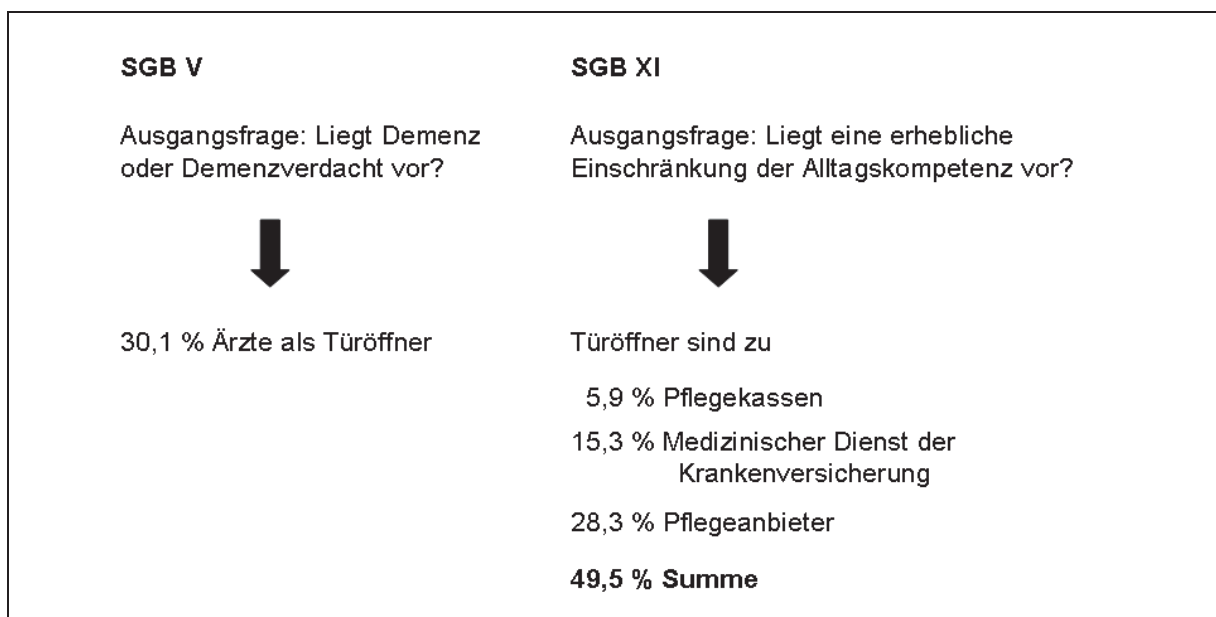 SGB V
Ausgangsfrage: Liegt Demenz
oder Demenzverdacht vor?
30,1 % Ärzte als Türöffner
SGB XI
Ausgangsfrage: Liegt eine erhebliche
Einschränkung der Alltagskompetenz vor?
Türöffner sind zu
5,9 % Pflegekassen
15,3 % Medizinischer Dienst der
Krankenversicherung
28,3 % Pflegeanbieter
49,5 % Summe